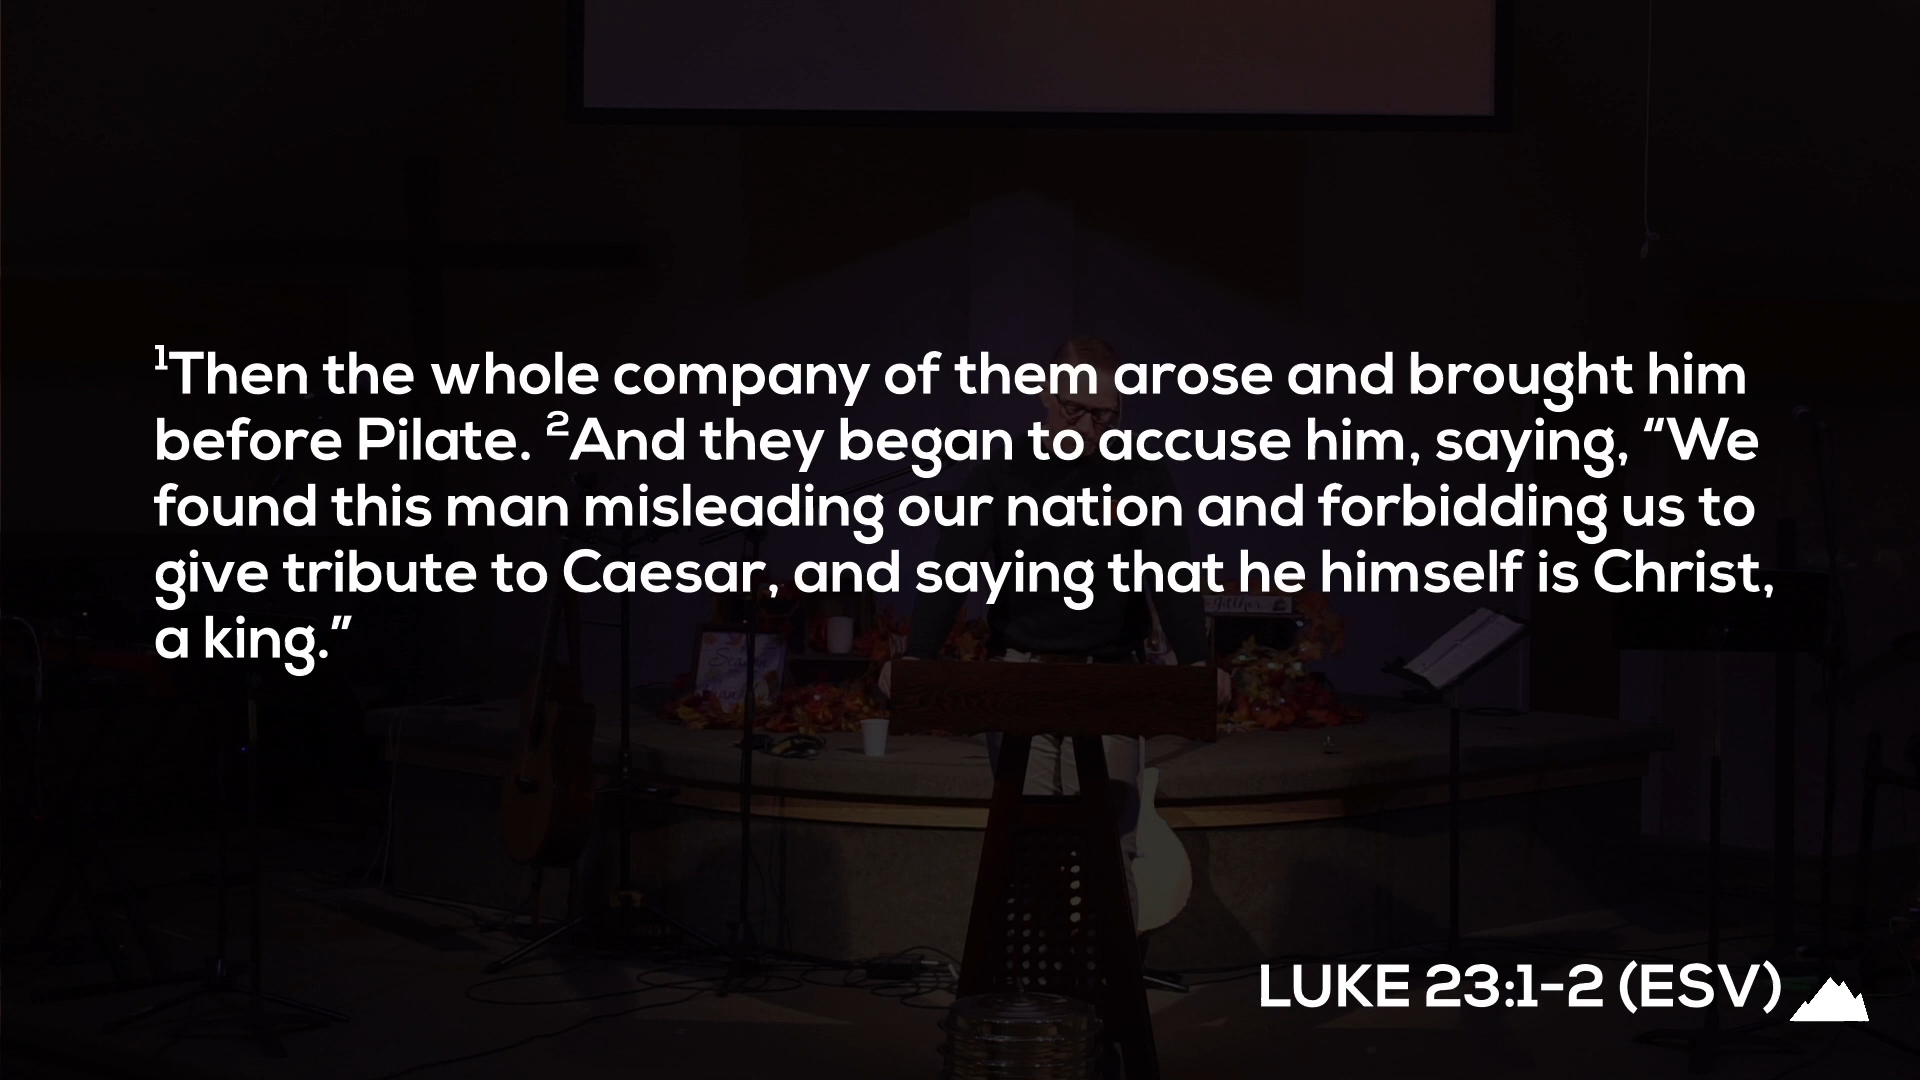 ¹Then the whole company of them arose and brought him
before Pilate. ²And they began to accuse him, saying, “We
found this man misleading our nation and forbidding us to
give tribute to Caesar, and saying that he himself is Christ,
a king.”
LUKE 23:1-2 (ESV)